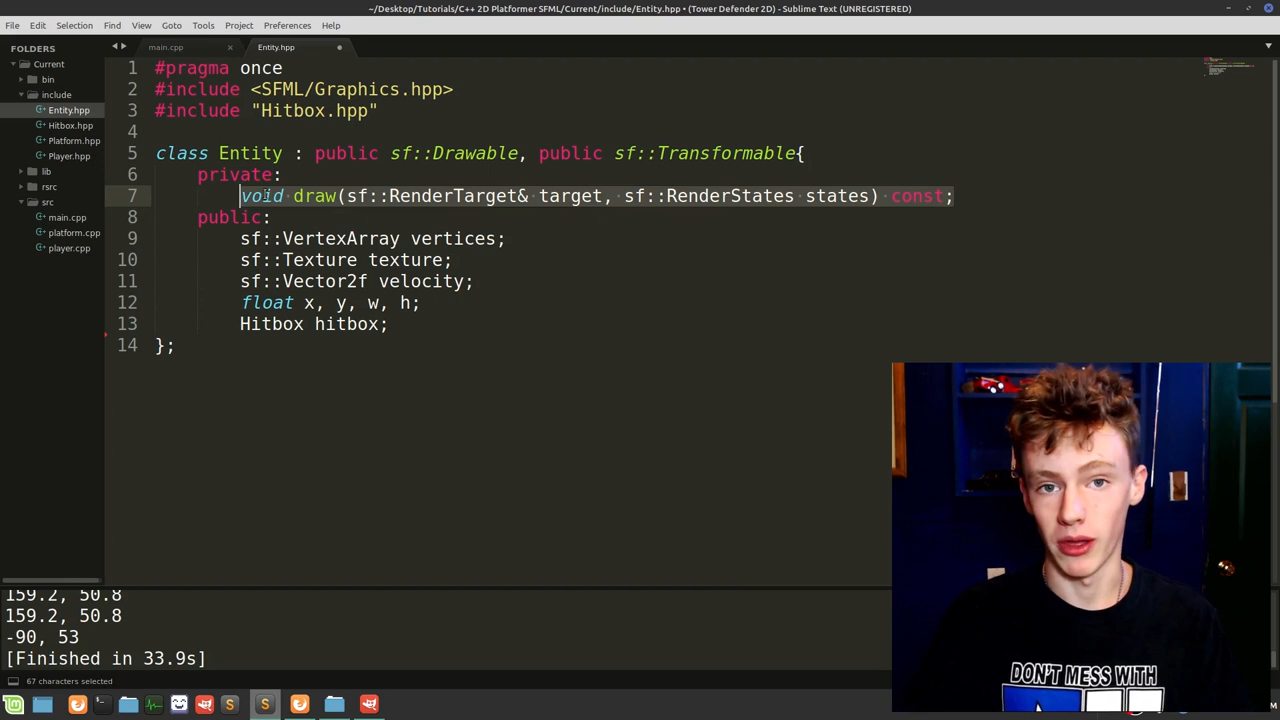 ~/Desktop/Tutorials/C++ 2D Platformer SFML/Current/include/Entity.hpp • (Tower Defender 2D) - Sublime Text (UNREGISTERED)
File Edit Selection Find View Goto Tools Project Preferences Help
FOLDERS
Current
bin
include
Entity.hpp
Hitbox.hpp
Platform.hpp
Player.hpp
lib
rsrc
src
main.cpp
platform.cpp
player.cpp
main.cpp Entity.hpp
1 #pragma once
2 #include <SFML/Graphics.hpp>
3 #include "Hitbox.hpp"
4
5 class Entity : public sf::Drawable, public sf::Transformable{
6 private:
7 void draw(sf::RenderTarget& target, sf::RenderStates states) const;
8 public:
9 sf::VertexArray vertices;
10 sf::Texture texture;
11 sf::Vector2f velocity;
12 float x, y, w, h;
13 Hitbox hitbox;
14 };
159.2, 50.8
159.2, 50.8
-90, 53
[Finished in 33.9s]
67 characters selected
DON'T MESS WITH